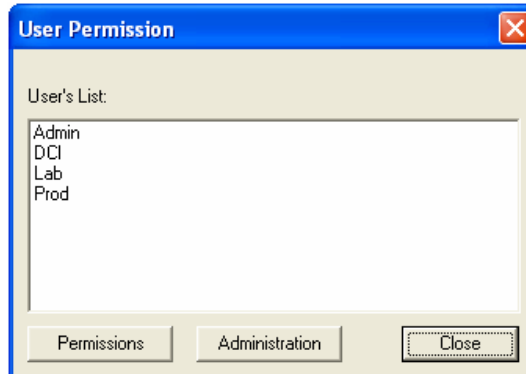 User Permission
User's List:
Admin
DCI
Lab
Prod
Permissions Administration Close